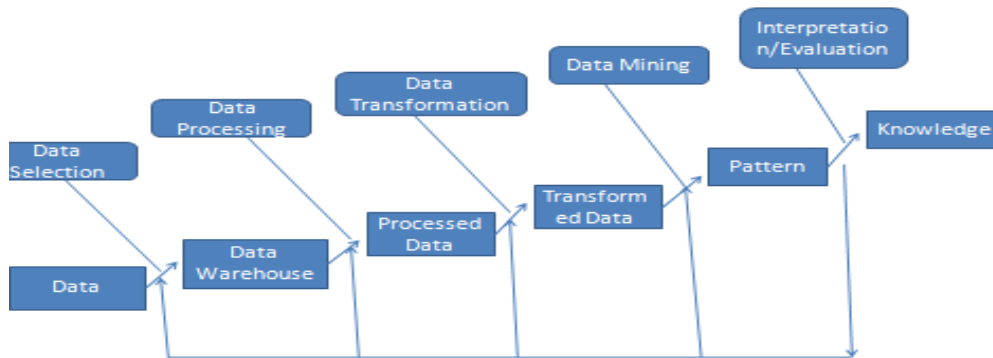 Interpretatio
n/Evaluation
Data Mining
Data
Transformation
Data
Processing
Data
Selection
Knowledge
Pattern
Transform
ed Data
Processed
Data
Data
Warehouse
Data